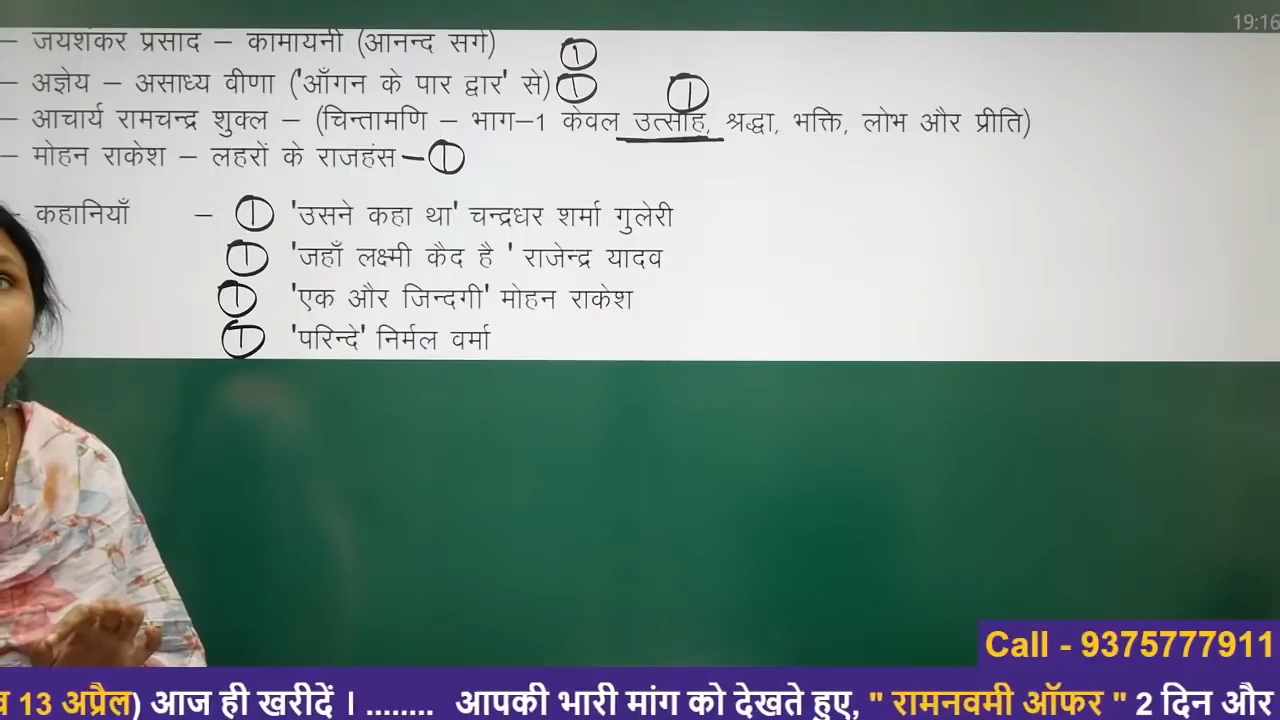 19:16
– जयशंकर प्रसाद – कामायनी (आनन्द सर्ग) ①
– अज्ञेय – असाध्य वीणा ('आँगन के पार द्वार' से) ① ①
– आचार्य रामचन्द्र शुक्ल – (चिन्तामणि – भाग–1 केवल उत्साह, श्रद्धा, भक्ति, लोभ और प्रीति)
– मोहन राकेश – लहरों के राजहंस – ①
– कहानियाँ – ① 'उसने कहा था' चन्द्रधर शर्मा गुलेरी
① 'जहाँ लक्ष्मी कैद है ' राजेन्द्र यादव
① 'एक और जिन्दगी' मोहन राकेश
① 'परिन्दे' निर्मल वर्मा
Call - 9375777911
13 अप्रैल) आज ही खरीदें । ........ आपकी भारी मांग को देखते हुए, " रामनवमी ऑफर " 2 दिन और